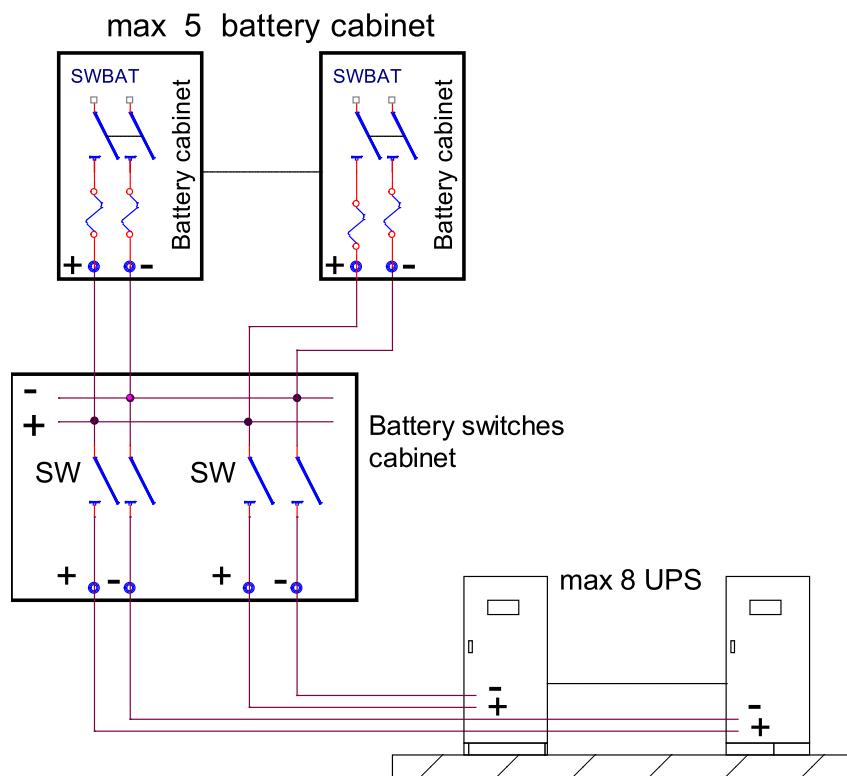 max 5 battery cabinet
SWBAT
Battery cabinet
+ -
SWBAT
Battery cabinet
+ -
-
+
Battery switches
cabinet
SW
SW
+ -
+ -
max 8 UPS
-
+
-
+